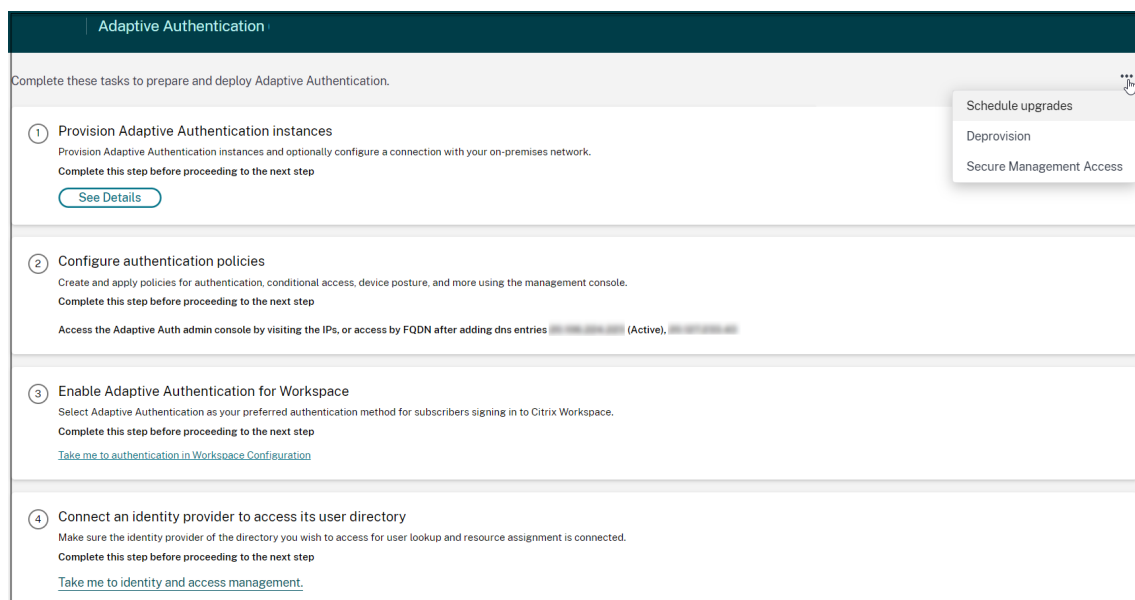 Adaptive Authentication
Complete these tasks to prepare and deploy Adaptive Authentication.
Schedule upgrades
Deprovision
Secure Management Access
1
Provision Adaptive Authentication instances
Provision Adaptive Authentication instances and optionally configure a connection with your on-premises network.
Complete this step before proceeding to the next step
See Details
2
Configure authentication policies
Create and apply policies for authentication, conditional access, device posture, and more using the management console.
Complete this step before proceeding to the next step
Access the Adaptive Auth admin console by visiting the IPs, or access by FQDN after adding dns entries (Active),
3
Enable Adaptive Authentication for Workspace
Select Adaptive Authentication as your preferred authentication method for subscribers signing in to Citrix Workspace.
Complete this step before proceeding to the next step
Take me to authentication in Workspace Configuration
4
Connect an identity provider to access its user directory
Make sure the identity provider of the directory you wish to access for user lookup and resource assignment is connected.
Complete this step before proceeding to the next step
Take me to identity and access management.